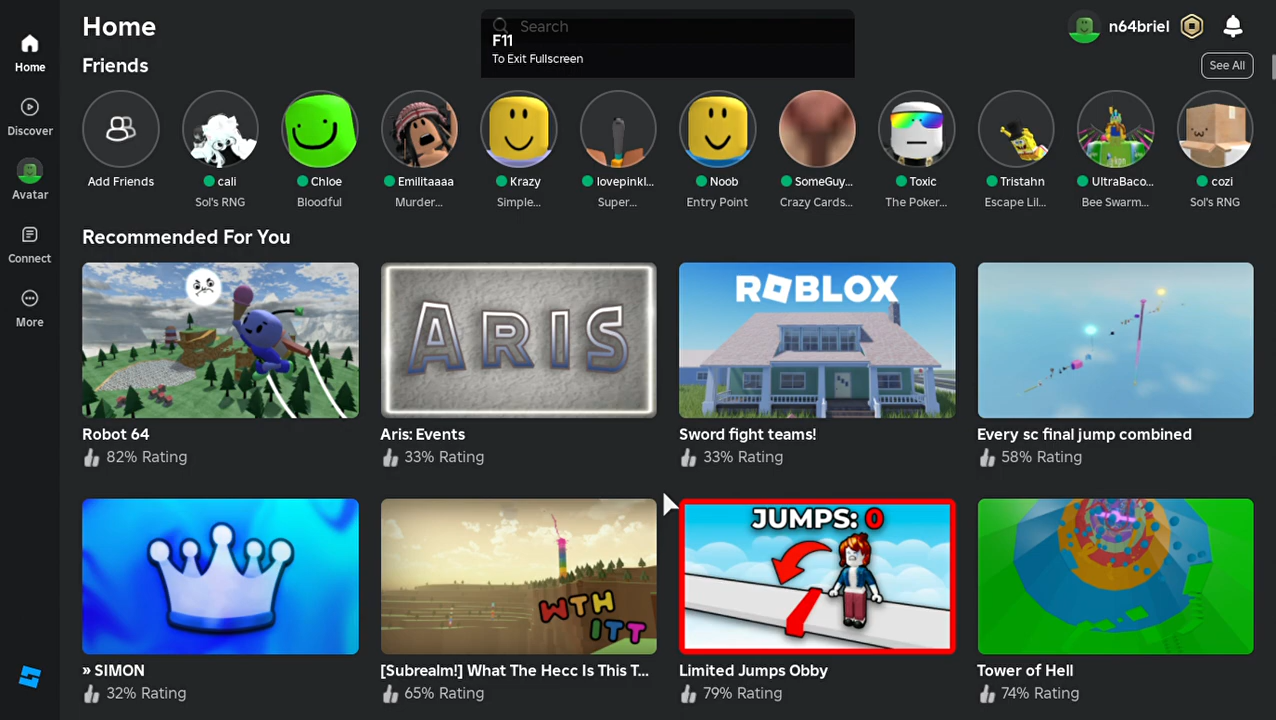 Home
Search
F11
To Exit Fullscreen
n64briel
Home
Discover
Avatar
Connect
More
Friends
See All
Add Friends
cali
Sol's RNG
Chloe
Bloodful
Emilitaaaa
Murder...
Krazy
Simple...
lovepinkl...
Super...
Noob
Entry Point
SomeGuy...
Crazy Cards...
Toxic
The Poker...
Tristahn
Escape Lil...
UltraBaco...
Bee Swarm...
cozi
Sol's RNG
Recommended For You
Robot 64
82% Rating
ARIS
Aris: Events
33% Rating
ROBLOX
Sword fight teams!
33% Rating
Every sc final jump combined
58% Rating
» SIMON
32% Rating
WTH
ITT
[Subrealm!] What The Hecc Is This T...
65% Rating
JUMPS: 0
Limited Jumps Obby
79% Rating
Tower of Hell
74% Rating